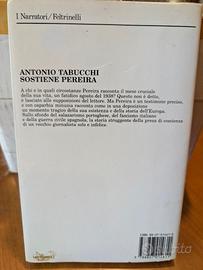 I Narratori / Feltrinelli
ANTONIO TABUCCHI
SOSTIENE PEREIRA
A chi e in quali circostanze Pereira racconta il mese cruciale
della sua vita, un fatidico agosto del 1938? Questo non è detto,
è lasciato alle supposizioni del lettore. Ma Pereira è un testimone preciso,
e con caparbia minuzia racconta come in una deposizione
un momento tragico della sua esistenza e della storia dell'Europa.
Sullo sfondo del salazarismo portoghese, del fascismo italiano
e della guerra civile spagnola, la storia struggente della presa di coscienza
di un vecchio giornalista solo e infelice.
subito